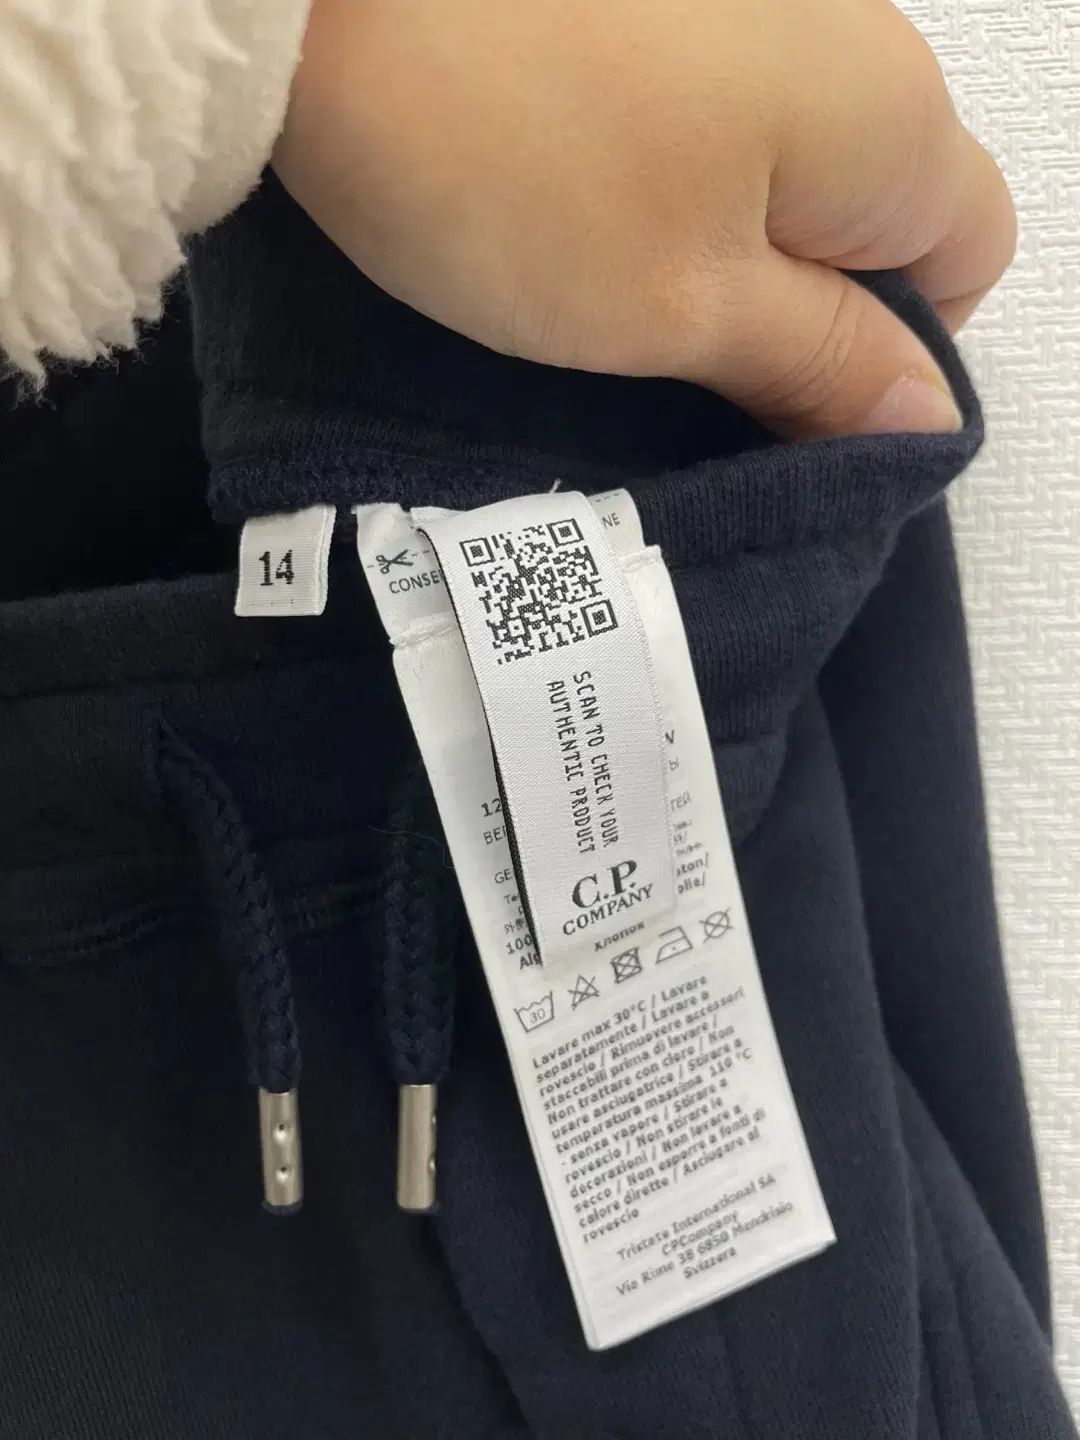 14
CONSE
NE
SCAN TO CHECK YOUR
AUTHENTIC PRODUCT
C.P.
COMPANY
12
BE
GE
100
Alg
30
Lavare max 30°C / Lavare
separatamente / Lavare a
rovescio / Rimuovere accessori
staccabili prima di lavare /
Non trattare con cloro / Non
usare asciugatrice / Stirare a
temperatura massima 110 °C
- senza vapore / Stirare a
rovescio / Non stirare le
decorazioni / Non lavare a
secco / Non esporre a fonti di
calore dirette / Asciugare al
rovescio
Tristate International SA
CPCompany
Via Rime 38 6850 Mendrisio
Svizzera